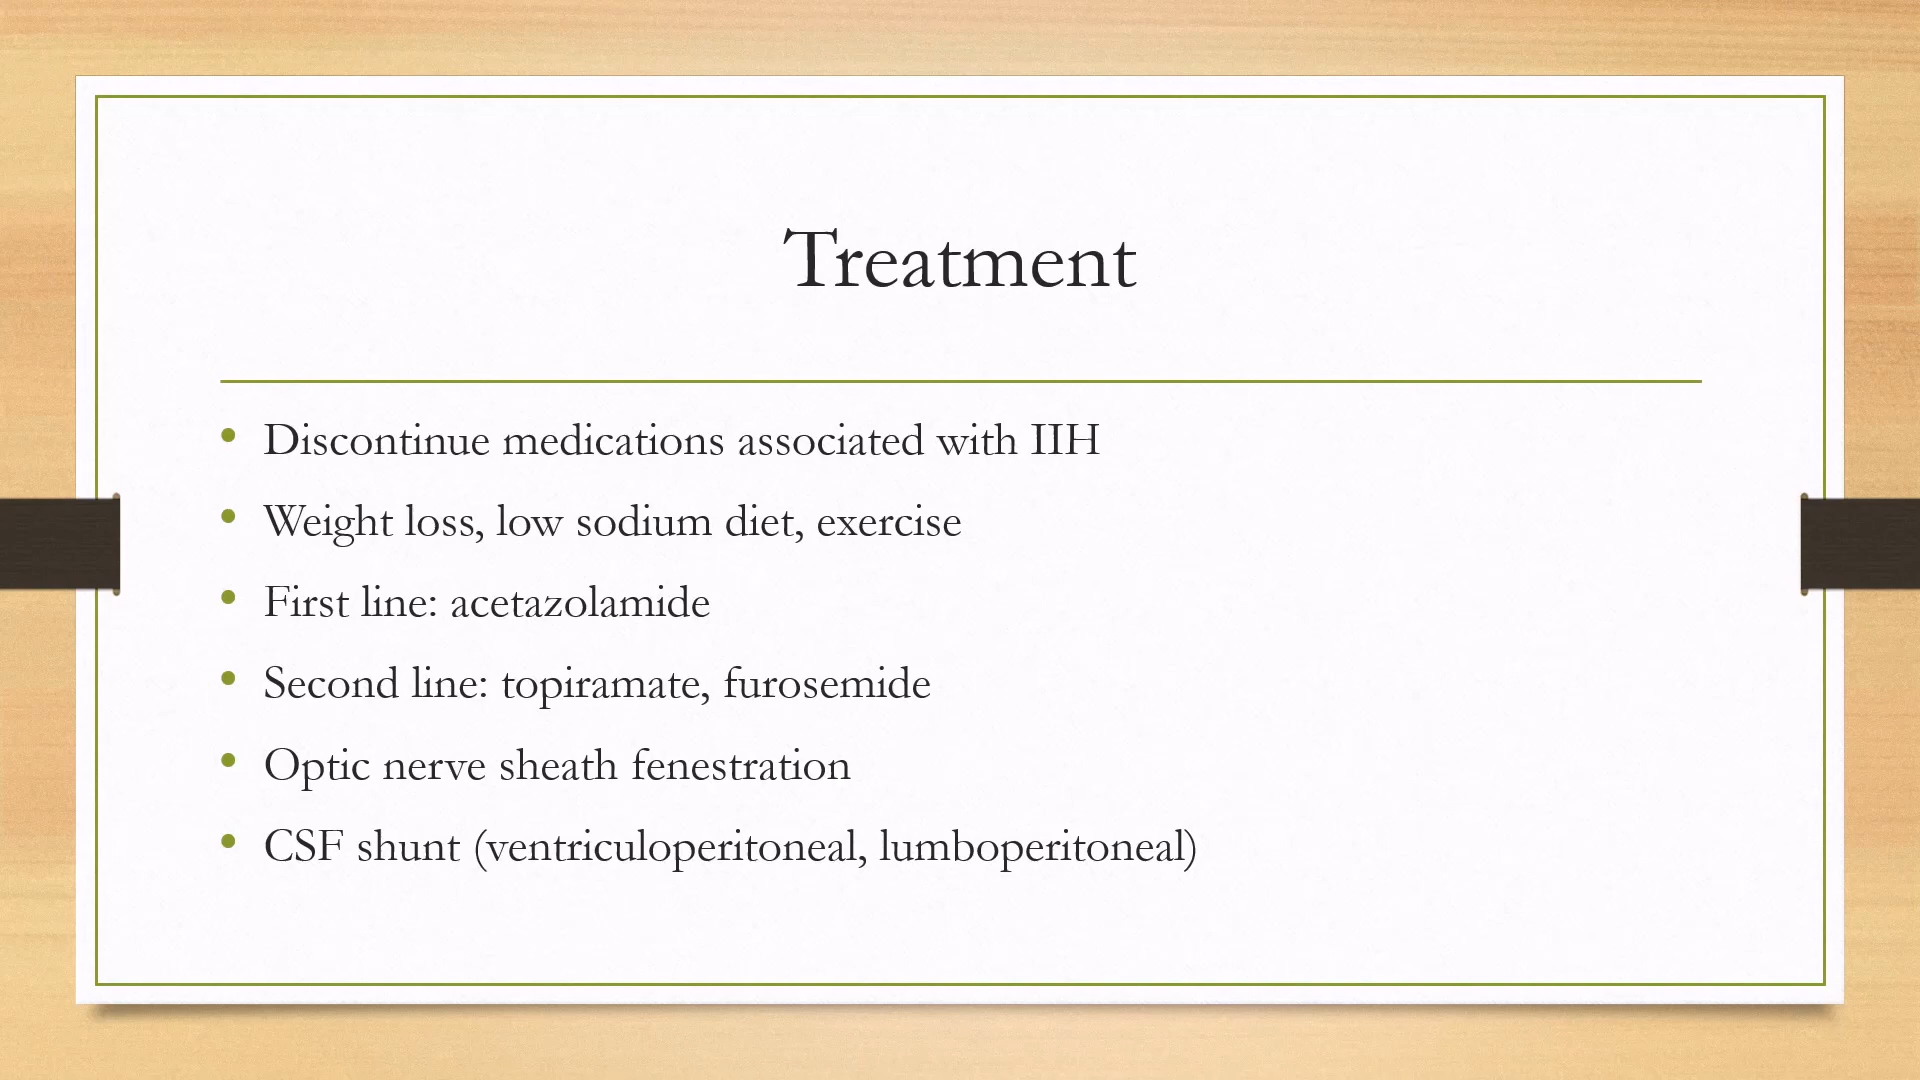 Treatment
• Discontinue medications associated with IIH
• Weight loss, low sodium diet, exercise
• First line: acetazolamide
• Second line: topiramate, furosemide
• Optic nerve sheath fenestration
• CSF shunt (ventriculoperitoneal, lumboperitoneal)